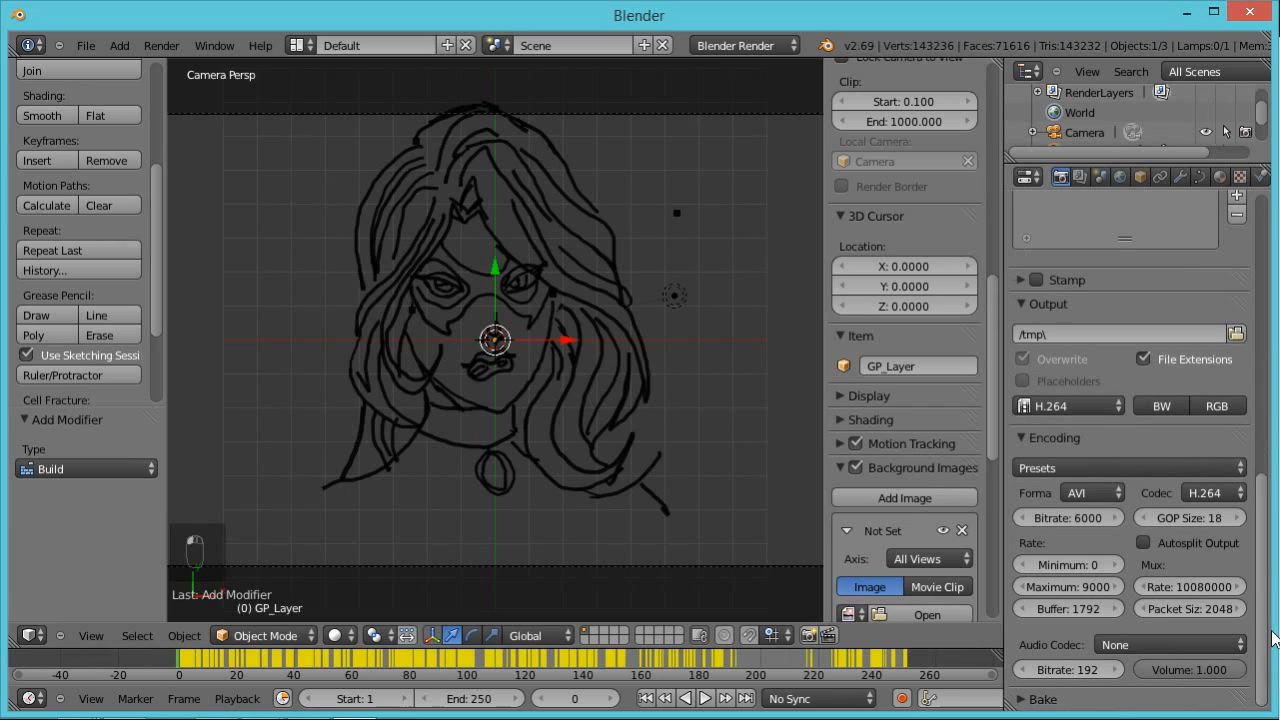 Blender
File Add Render Window Help Default Scene Blender Render v2.69 | Verts:143236 | Faces:71616 | Tris:143232 | Objects:1/3 | Lamps:0/1 | Mem:
Join
Shading:
Smooth Flat
Keyframes:
Insert Remove
Motion Paths:
Calculate Clear
Repeat:
Repeat Last
History...
Grease Pencil:
Draw Line
Poly Erase
Use Sketching Sessi
Ruler/Protractor
Cell Fracture:
Add Modifier
Type
Build
Camera Persp
Last: Add Modifier
(0) GP_Layer
Lock Camera to View
Clip:
Start: 0.100
End: 1000.000
Local Camera:
Camera
Render Border
3D Cursor
Location:
X: 0.0000
Y: 0.0000
Z: 0.0000
Item
GP_Layer
Display
Shading
Motion Tracking
Background Images
Add Image
Not Set
Axis: All Views
Image Movie Clip
Open
View Search All Scenes
RenderLayers
World
Camera
Stamp
Output
/tmp\
Overwrite File Extensions
Placeholders
H.264 BW RGB
Encoding
Presets
Forma AVI Codec: H.264
Bitrate: 6000 GOP Size: 18
Rate: Autosplit Output
Minimum: 0 Mux:
Maximum: 9000 Rate: 10080000
Buffer: 1792 Packet Siz: 2048
Audio Codec: None
Bitrate: 192 Volume: 1.000
Bake
View Select Object Object Mode Global
-40 -20 0 20 40 60 80 100 120 140 160 180 200 220 240 260 280
View Marker Frame Playback Start: 1 End: 250 0 No Sync